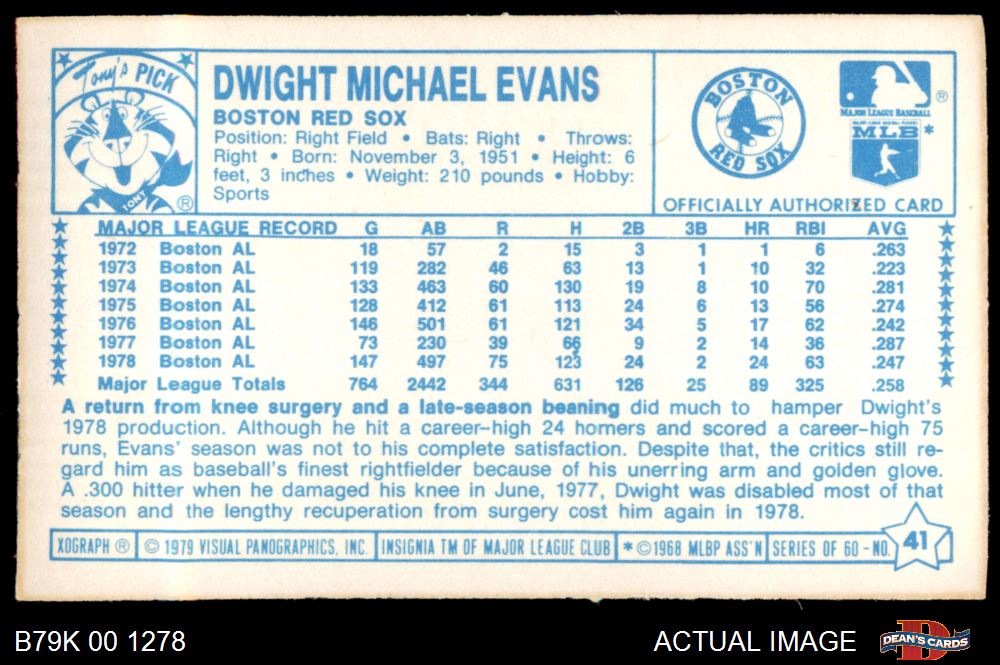 Tony's PICK
TONY
®
DWIGHT MICHAEL EVANS
BOSTON RED SOX
Position: Right Field • Bats: Right • Throws:
Right • Born: November 3, 1951 • Height: 6
feet, 3 inches • Weight: 210 pounds • Hobby:
Sports
BOSTON
RED SOX
®
MAJOR LEAGUE BASEBALL
MAJOR LEAGUE BASEBALL PLAYERS
MLB *
OFFICIALLY AUTHORIZED CARD
MAJOR LEAGUE RECORD G AB R H 2B 3B HR RBI AVG
1972 Boston AL 18 57 2 15 3 1 1 6 .263
1973 Boston AL 119 282 46 63 13 1 10 32 .223
1974 Boston AL 133 463 60 130 19 8 10 70 .281
1975 Boston AL 128 412 61 113 24 6 13 56 .274
1976 Boston AL 146 501 61 121 34 5 17 62 .242
1977 Boston AL 73 230 39 66 9 2 14 36 .287
1978 Boston AL 147 497 75 123 24 2 24 63 .247
Major League Totals 764 2442 344 631 126 25 89 325 .258
A return from knee surgery and a late-season beaning did much to hamper Dwight's
1978 production. Although he hit a career-high 24 homers and scored a career-high 75
runs, Evans' season was not to his complete satisfaction. Despite that, the critics still re-
gard him as baseball's finest rightfielder because of his unerring arm and golden glove.
A .300 hitter when he damaged his knee in June, 1977, Dwight was disabled most of that
season and the lengthy recuperation from surgery cost him again in 1978.
XOGRAPH ® © 1979 VISUAL PANOGRAPHICS, INC. INSIGNIA TM OF MAJOR LEAGUE CLUB * © 1968 MLBP ASS'N SERIES OF 60 - NO. 41
B79K 00 1278 ACTUAL IMAGE DEAN'S CARDS